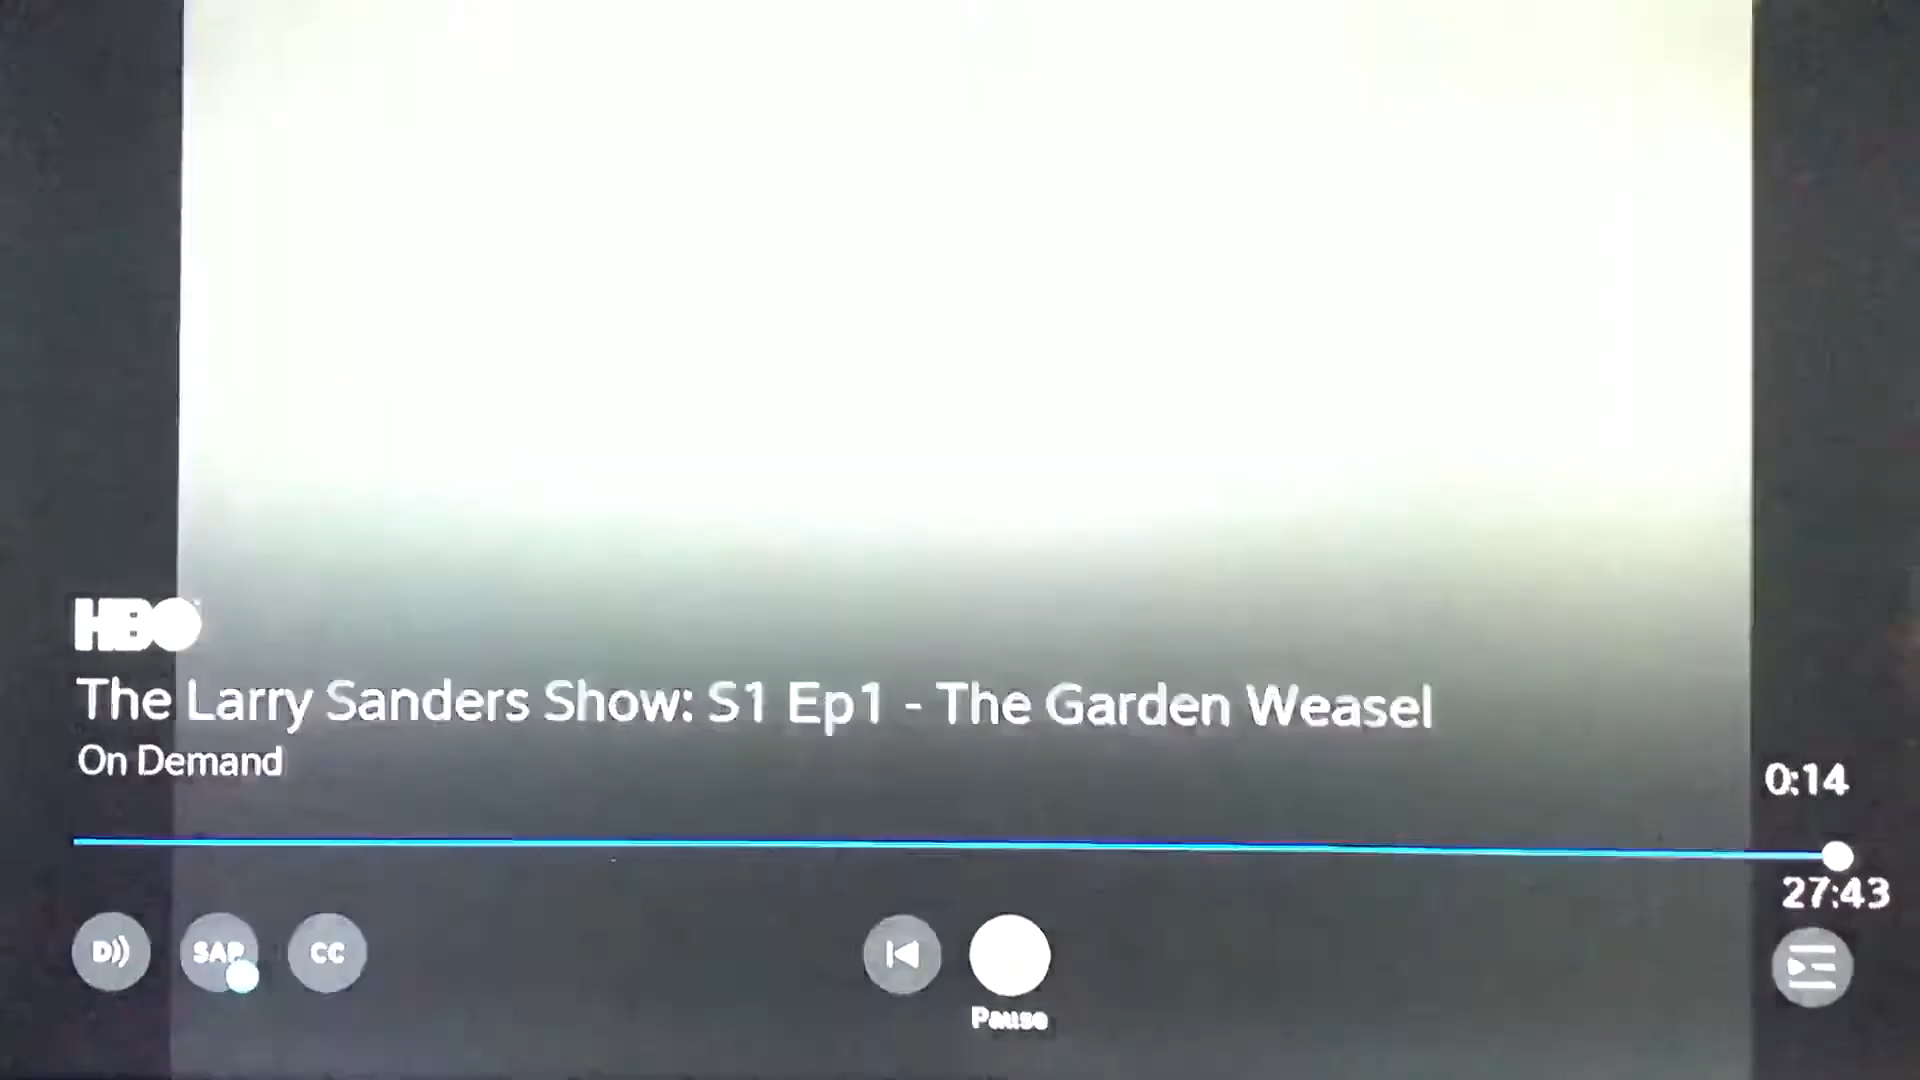 HBO
The Larry Sanders Show: S1 Ep1 - The Garden Weasel
On Demand
0:14
27:43
D))
SAP
CC
Pause